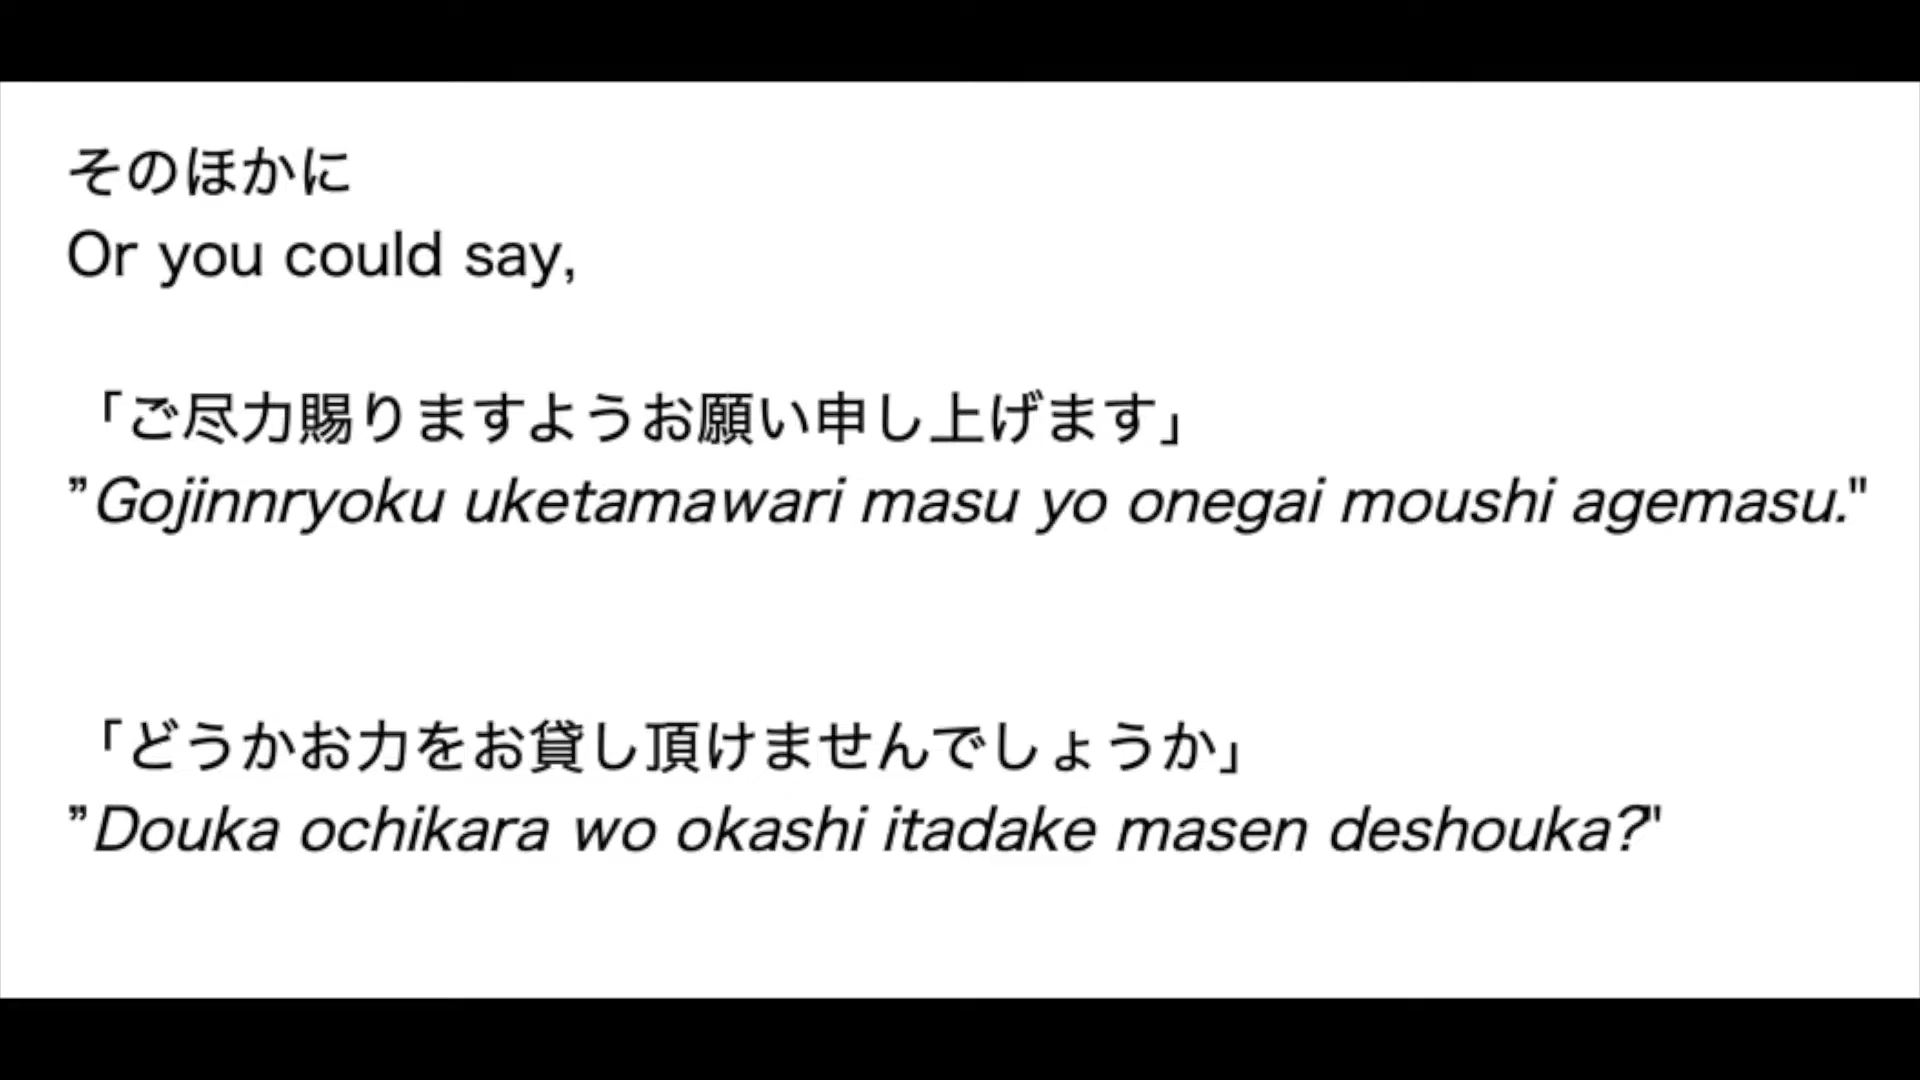 そのほかに
Or you could say,
「ご尽力賜りますようお願い申し上げます」
”Gojinnryoku uketamawari masu yo onegai moushi agemasu."
「どうかお力をお貸し頂けませんでしょうか」
”Douka ochikara wo okashi itadake masen deshouka?"